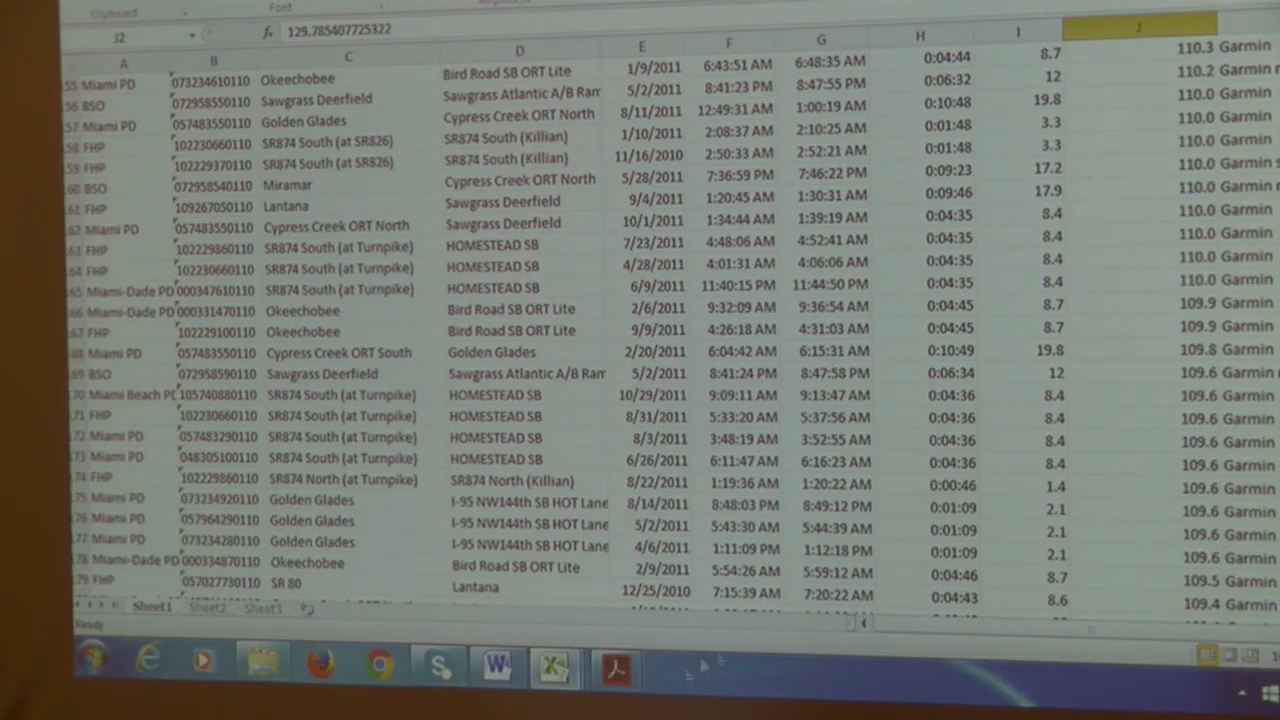 Clipboard Font
J2 fx 129.785407725322
A B C D E F G H I J
55 Miami PD 073234610110 Okeechobee Bird Road SB ORT Lite 1/9/2011 6:43:51 AM 6:48:35 AM 0:04:44 8.7 110.3 Garmin
56 BSO 072958550110 Sawgrass Deerfield Sawgrass Atlantic A/B Ram 5/2/2011 8:41:23 PM 8:47:55 PM 0:06:32 12 110.2 Garmin r
57 Miami PD 057483550110 Golden Glades Cypress Creek ORT North 8/11/2011 12:49:31 AM 1:00:19 AM 0:10:48 19.8 110.0 Garmin
58 FHP 102230660110 SR874 South (at SR826) SR874 South (Killian) 1/10/2011 2:08:37 AM 2:10:25 AM 0:01:48 3.3 110.0 Garmin
59 FHP 102229370110 SR874 South (at SR826) SR874 South (Killian) 11/16/2010 2:50:33 AM 2:52:21 AM 0:01:48 3.3 110.0 Garmin
60 BSO 072958540110 Miramar Cypress Creek ORT North 5/28/2011 7:36:59 PM 7:46:22 PM 0:09:23 17.2 110.0 Garmin s
61 FHP 109267050110 Lantana Sawgrass Deerfield 9/4/2011 1:20:45 AM 1:30:31 AM 0:09:46 17.9 110.0 Garmin r
62 Miami PD 057483550110 Cypress Creek ORT North Sawgrass Deerfield 10/1/2011 1:34:44 AM 1:39:19 AM 0:04:35 8.4 110.0 Garmin
63 FHP 102229860110 SR874 South (at Turnpike) HOMESTEAD SB 7/23/2011 4:48:06 AM 4:52:41 AM 0:04:35 8.4 110.0 Garmin
64 FHP 102230660110 SR874 South (at Turnpike) HOMESTEAD SB 4/28/2011 4:01:31 AM 4:06:06 AM 0:04:35 8.4 110.0 Garmin
65 Miami-Dade PD 000347610110 SR874 South (at Turnpike) HOMESTEAD SB 6/9/2011 11:40:15 PM 11:44:50 PM 0:04:35 8.4 110.0 Garmin
66 Miami-Dade PD 000331470110 Okeechobee Bird Road SB ORT Lite 2/6/2011 9:32:09 AM 9:36:54 AM 0:04:45 8.7 109.9 Garmin
67 FHP 102229100110 Okeechobee Bird Road SB ORT Lite 9/9/2011 4:26:18 AM 4:31:03 AM 0:04:45 8.7 109.9 Garmin
68 Miami PD 057483550110 Cypress Creek ORT South Golden Glades 2/20/2011 6:04:42 AM 6:15:31 AM 0:10:49 19.8 109.8 Garmin
69 BSO 072958590110 Sawgrass Deerfield Sawgrass Atlantic A/B Ram 5/2/2011 8:41:24 PM 8:47:58 PM 0:06:34 12 109.6 Garmin r
70 Miami Beach PD 105740880110 SR874 South (at Turnpike) HOMESTEAD SB 10/29/2011 9:09:11 AM 9:13:47 AM 0:04:36 8.4 109.6 Garmin
71 FHP 102230660110 SR874 South (at Turnpike) HOMESTEAD SB 8/31/2011 5:33:20 AM 5:37:56 AM 0:04:36 8.4 109.6 Garmin
72 Miami PD 057483290110 SR874 South (at Turnpike) HOMESTEAD SB 8/3/2011 3:48:19 AM 3:52:55 AM 0:04:36 8.4 109.6 Garmin
73 Miami PD 048305100110 SR874 South (at Turnpike) HOMESTEAD SB 6/26/2011 6:11:47 AM 6:16:23 AM 0:04:36 8.4 109.6 Garmin
74 FHP 102229860110 SR874 North (at Turnpike) SR874 North (Killian) 8/22/2011 1:19:36 AM 1:20:22 AM 0:00:46 1.4 109.6 Garmin
75 Miami PD 073234920110 Golden Glades I-95 NW144th SB HOT Lane 8/14/2011 8:48:03 PM 8:49:12 PM 0:01:09 2.1 109.6 Garmin
76 Miami PD 057964290110 Golden Glades I-95 NW144th SB HOT Lane 5/2/2011 5:43:30 AM 5:44:39 AM 0:01:09 2.1 109.6 Garmin
77 Miami PD 073234280110 Golden Glades I-95 NW144th SB HOT Lane 4/6/2011 1:11:09 PM 1:12:18 PM 0:01:09 2.1 109.6 Garmin
78 Miami-Dade PD 000334870110 Okeechobee Bird Road SB ORT Lite 2/9/2011 5:54:26 AM 5:59:12 AM 0:04:46 8.7 109.5 Garmin
79 FHP 057027730110 SR 80 Lantana 12/25/2010 7:15:39 AM 7:20:22 AM 0:04:43 8.6 109.4 Garmin
Sheet1 Sheet2 Sheet3
Ready